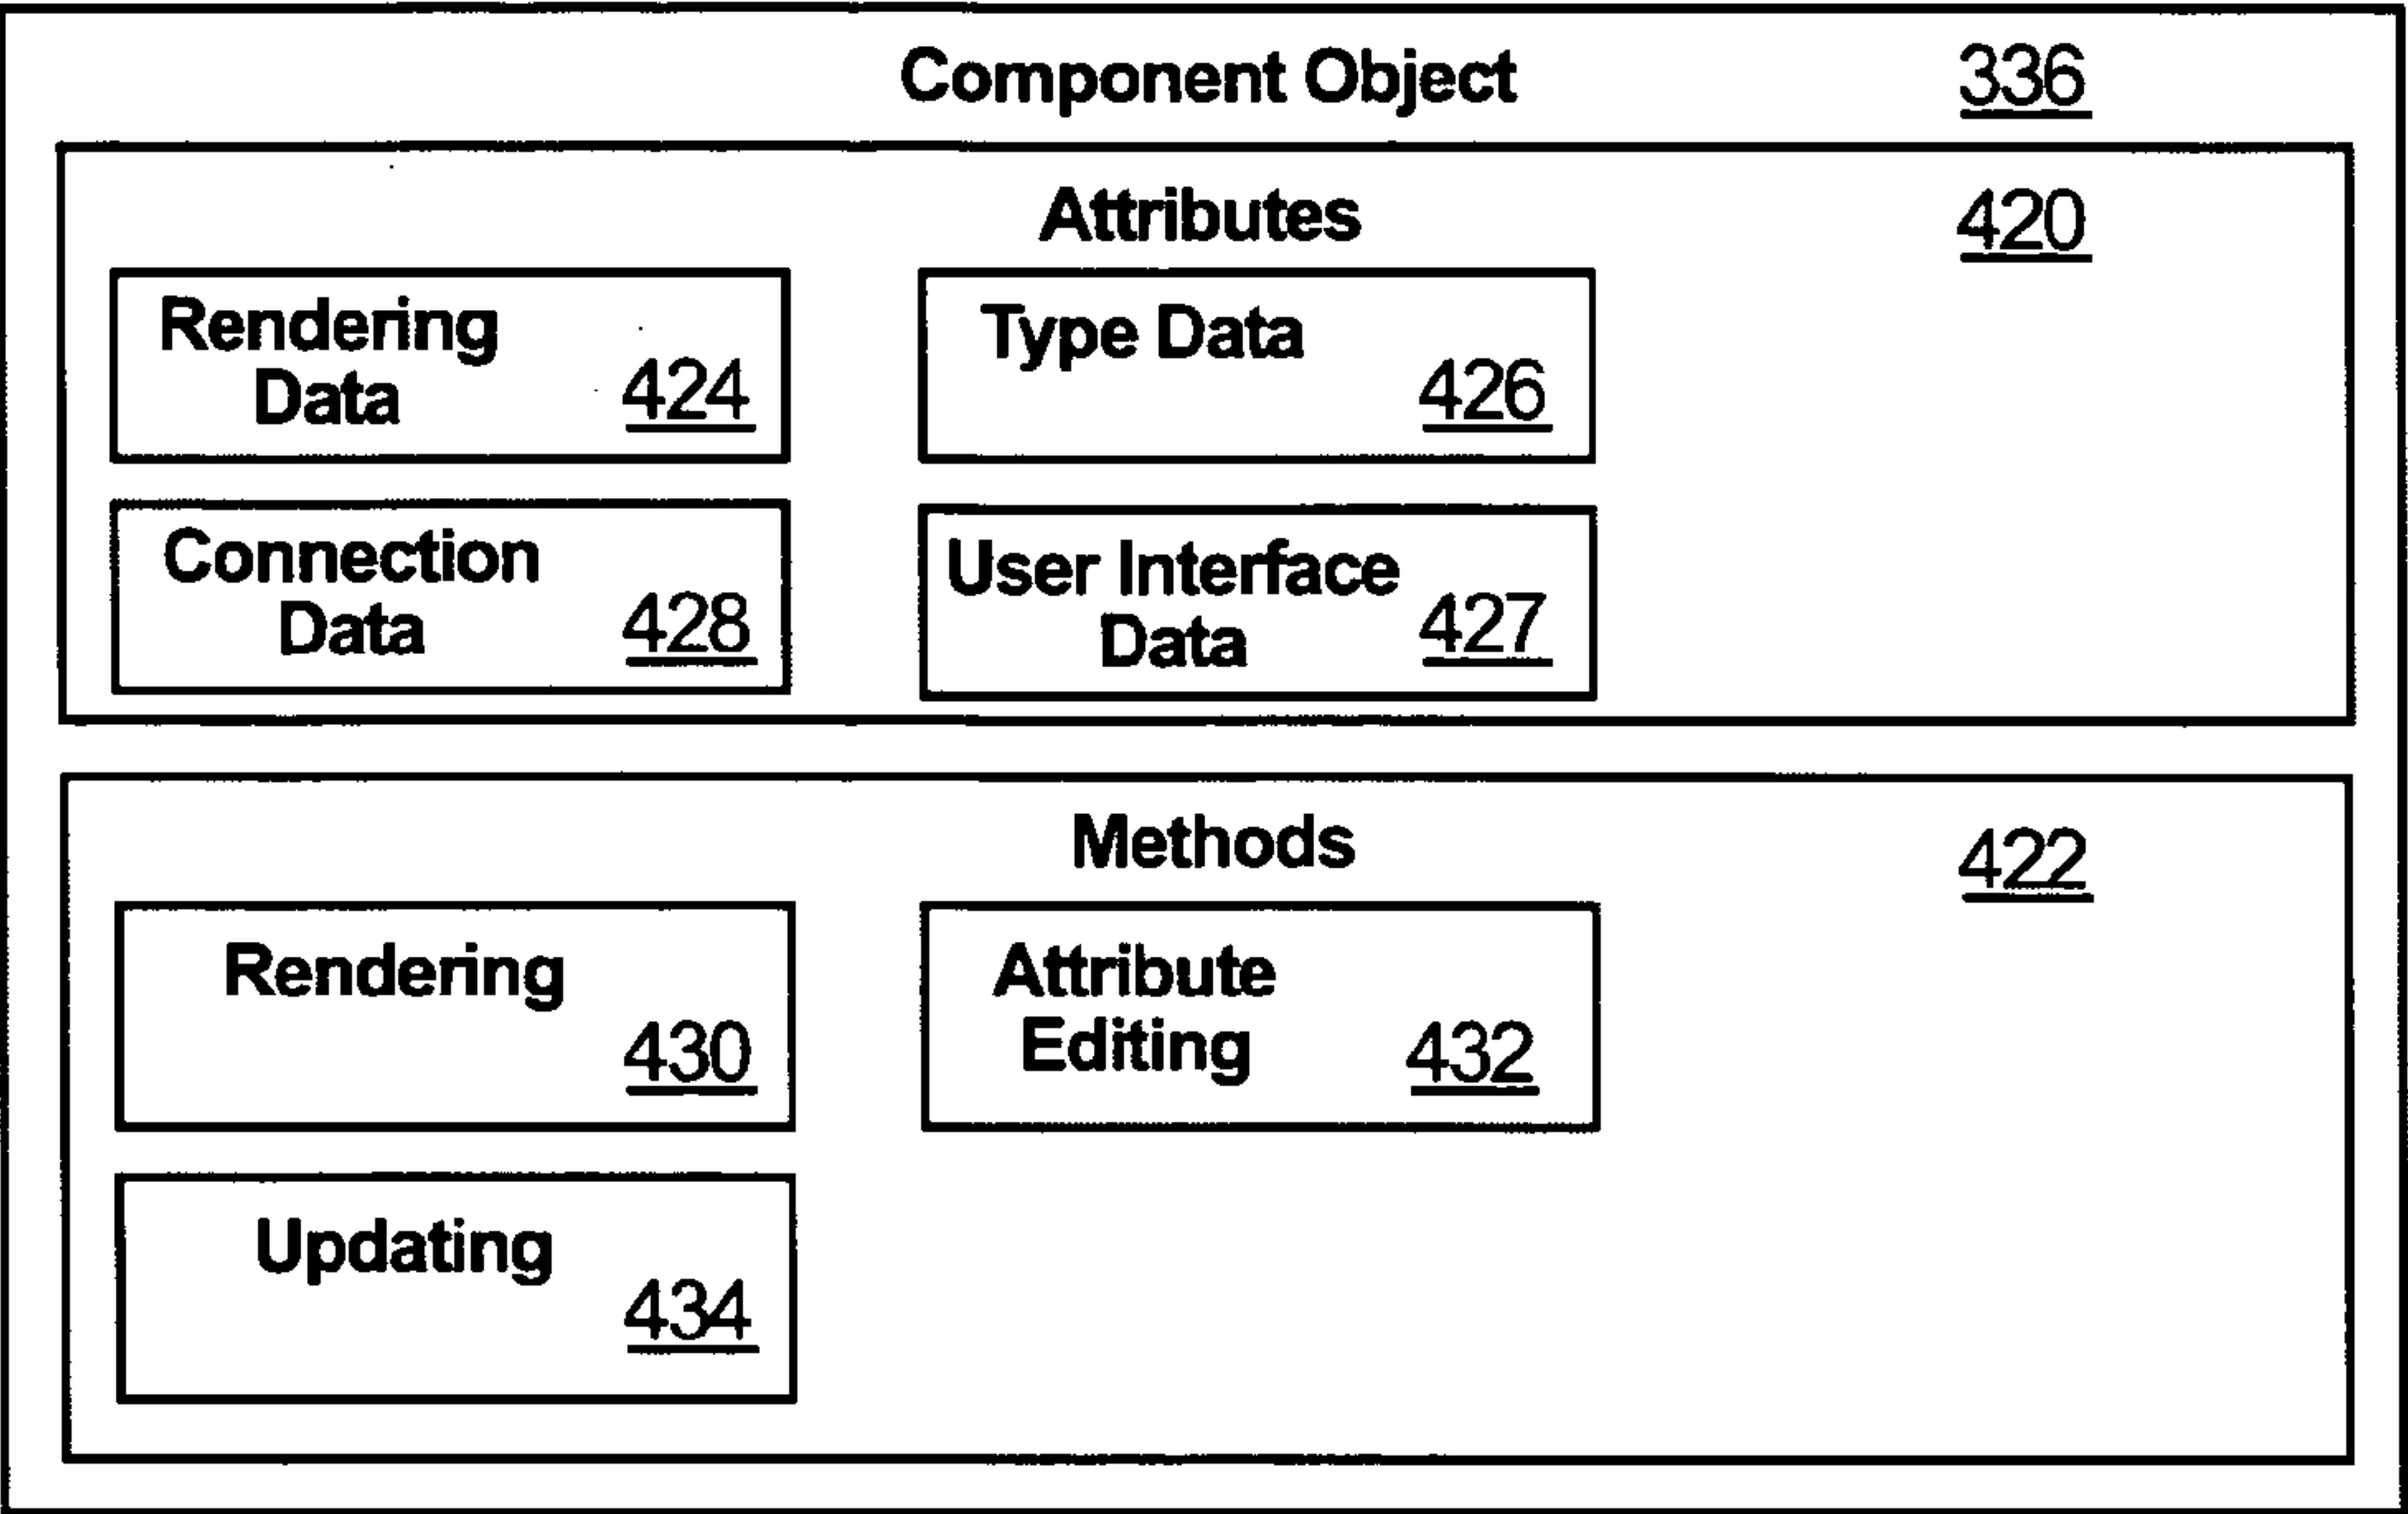 Component Object 336
Attributes 420
Rendering
Data 424
Type Data
426
Connection
Data 428
User Interface
Data 427
Methods 422
Rendering
430
Attribute
Editing 432
Updating
434